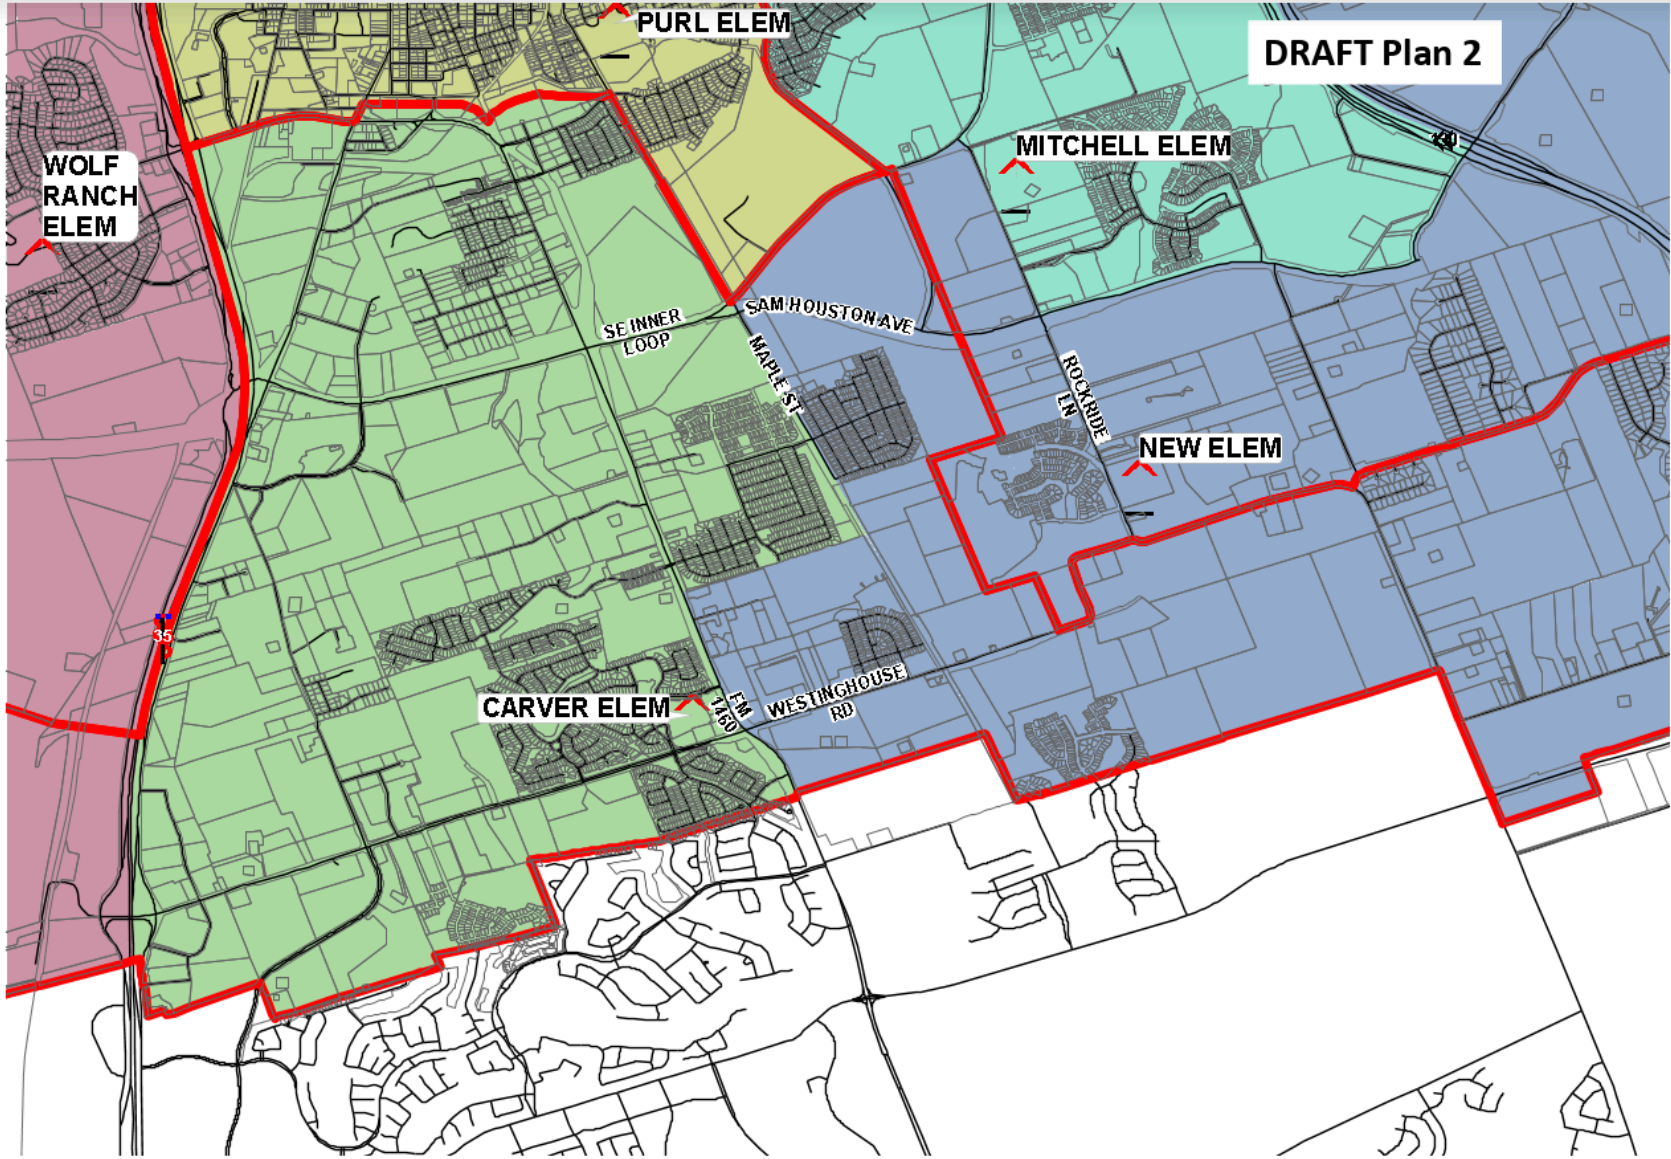 PURL ELEM
DRAFT Plan 2
130
MITCHELL ELEM
WOLF
RANCH
ELEM
SE INNER
LOOP
SAM HOUSTON AVE
MAPLE ST
ROCKRIDE
LN
NEW ELEM
35
CARVER ELEM
FM
1460
WESTINGHOUSE
RD